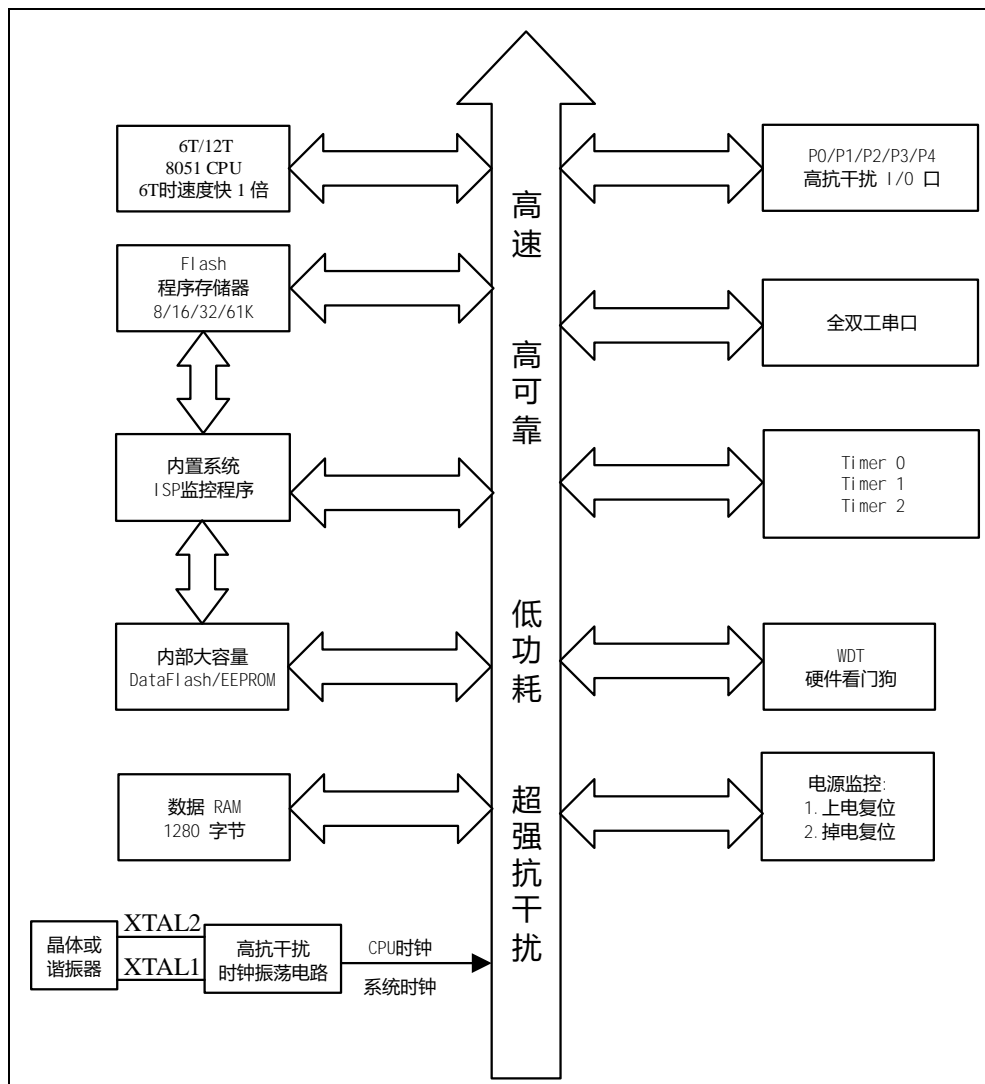 6T/12T
8051 CPU
6T时速度快 1 倍
Flash
程序存储器
8/16/32/61K
内置系统
ISP监控程序
内部大容量
DataFlash/EEPROM
数据 RAM
1280 字节
晶体或
谐振器
XTAL2
XTAL1
高抗干扰
时钟振荡电路
CPU时钟
系统时钟
高速
高可靠
低功耗
超强抗干扰
P0/P1/P2/P3/P4
高抗干扰 I/O 口
全双工串口
Timer 0
Timer 1
Timer 2
WDT
硬件看门狗
电源监控:
1.上电复位
2.掉电复位